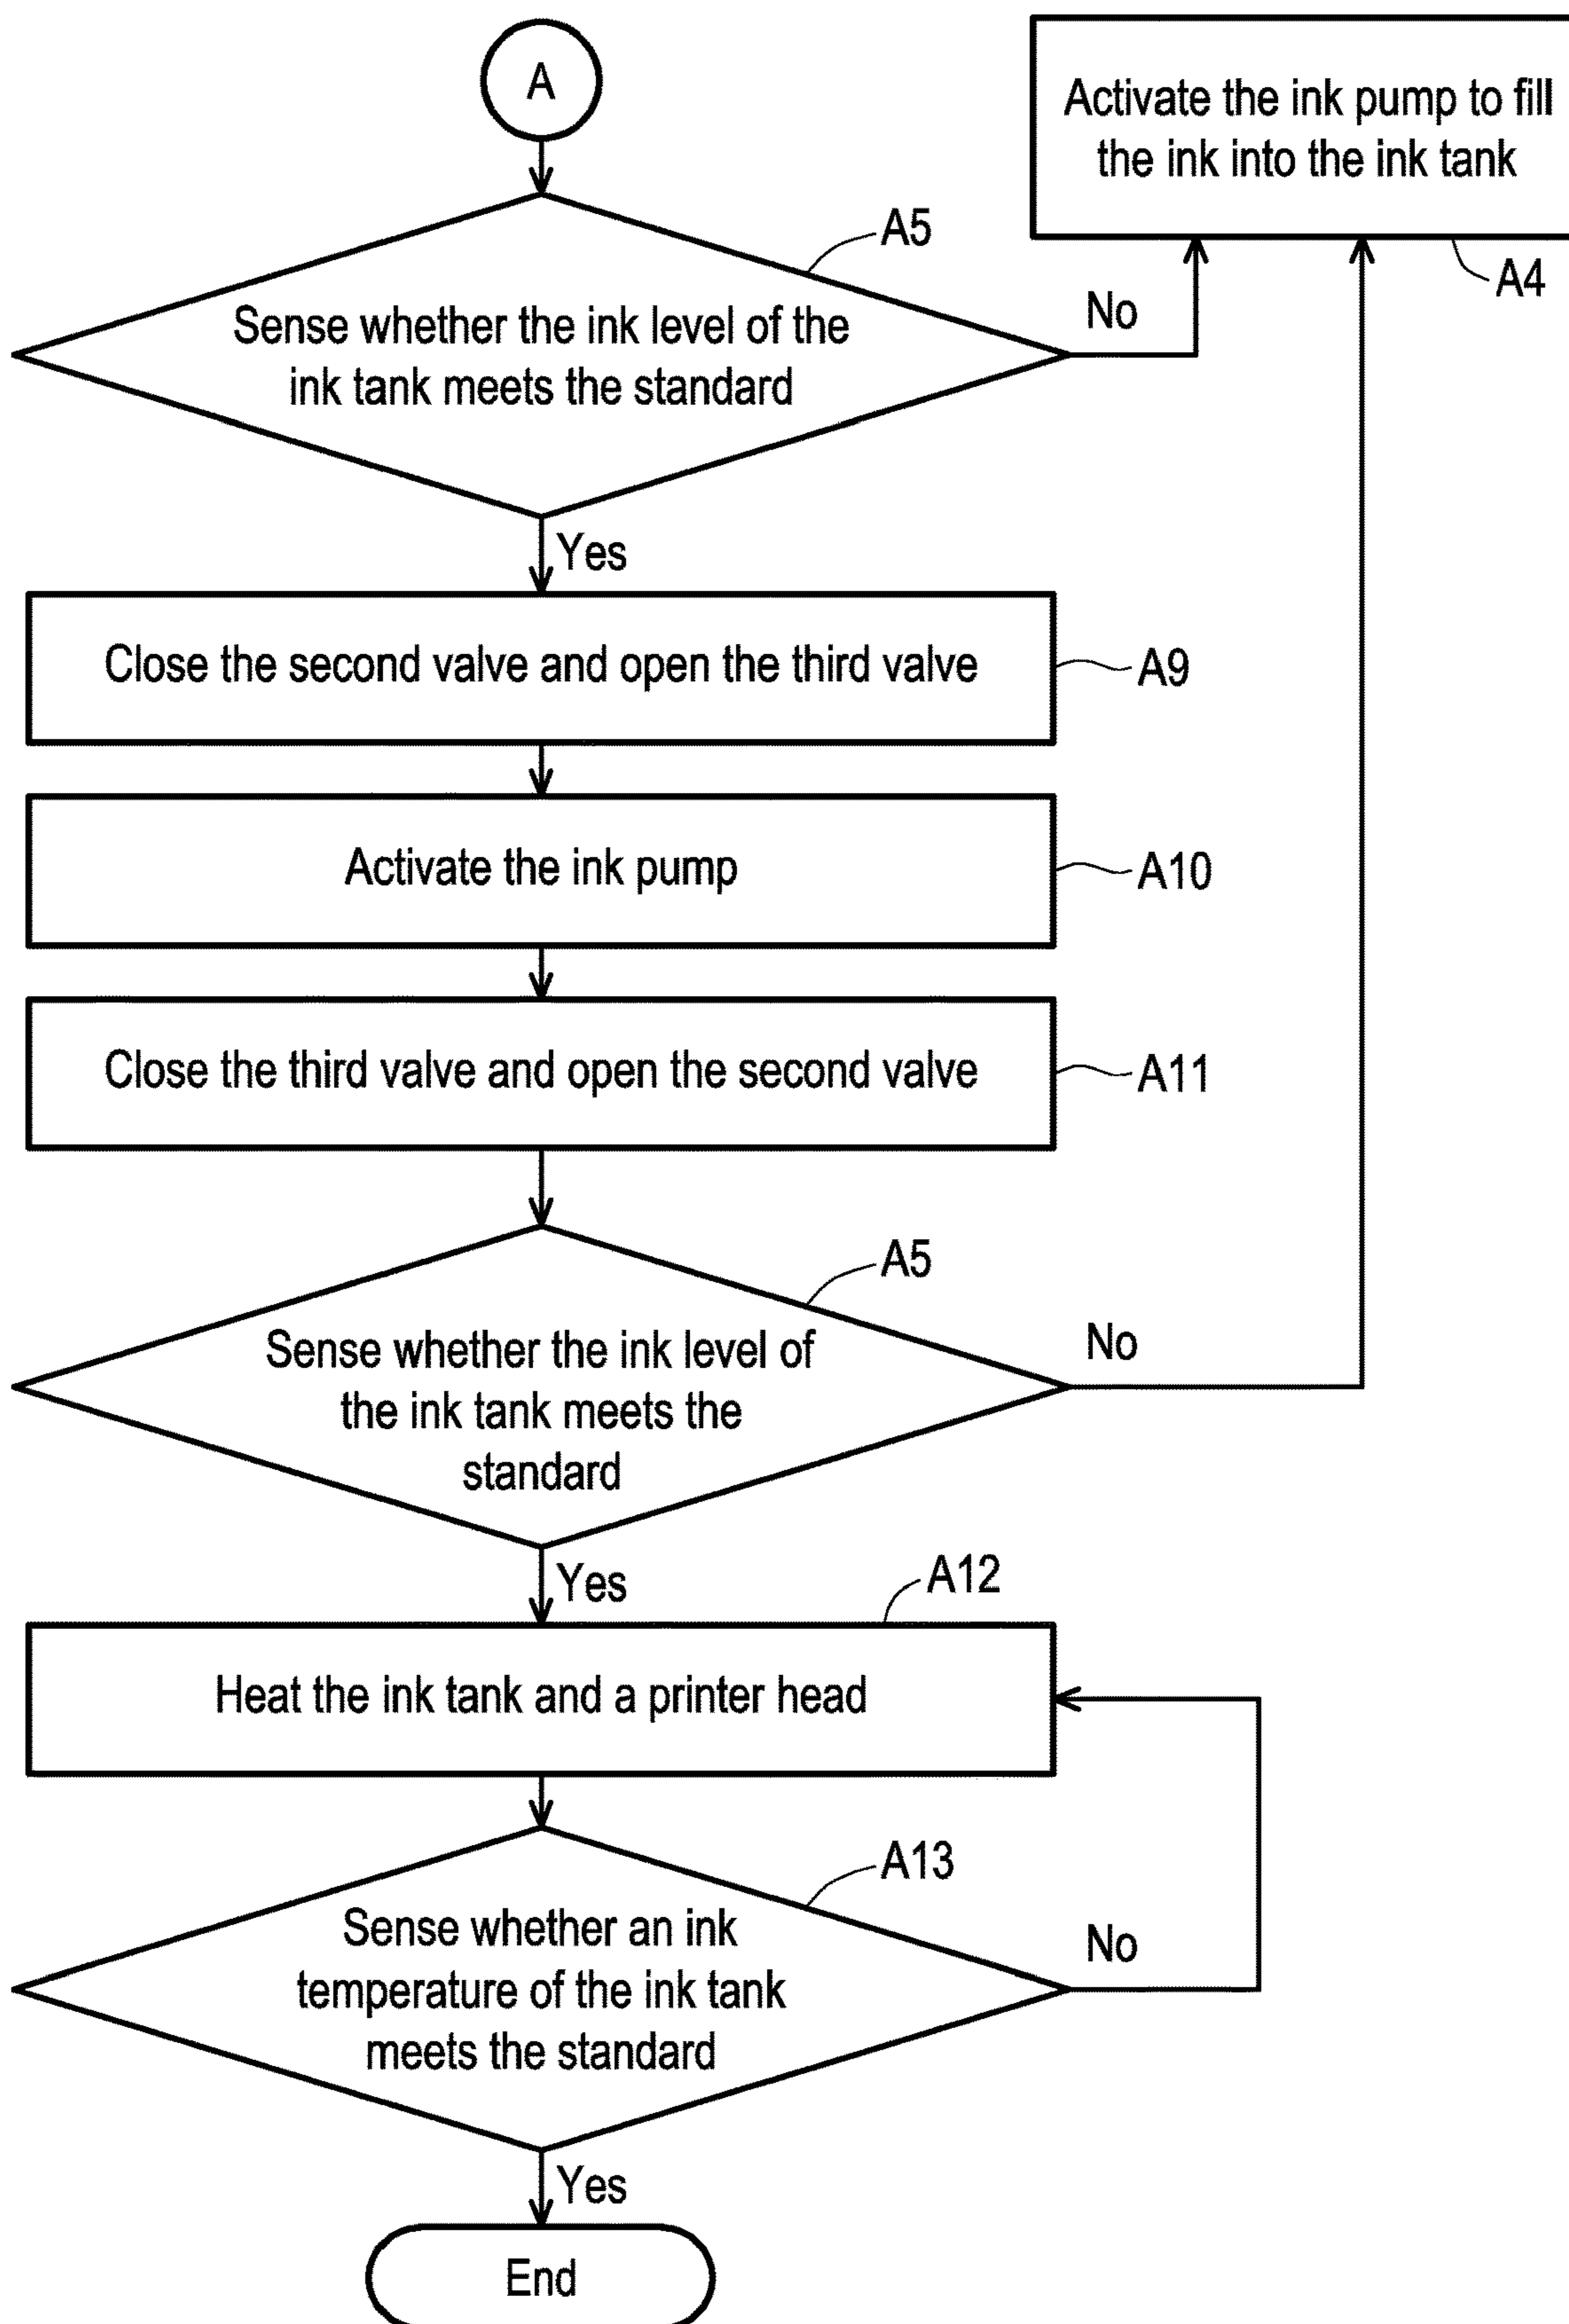 A
Activate the ink pump to fill
the ink into the ink tank
A4
A5
Sense whether the ink level of the
ink tank meets the standard
No
Yes
Close the second valve and open the third valve
A9
Activate the ink pump
A10
Close the third valve and open the second valve
A11
A5
Sense whether the ink level of
the ink tank meets the
standard
No
Yes
A12
Heat the ink tank and a printer head
A13
Sense whether an ink
temperature of the ink tank
meets the standard
No
Yes
End